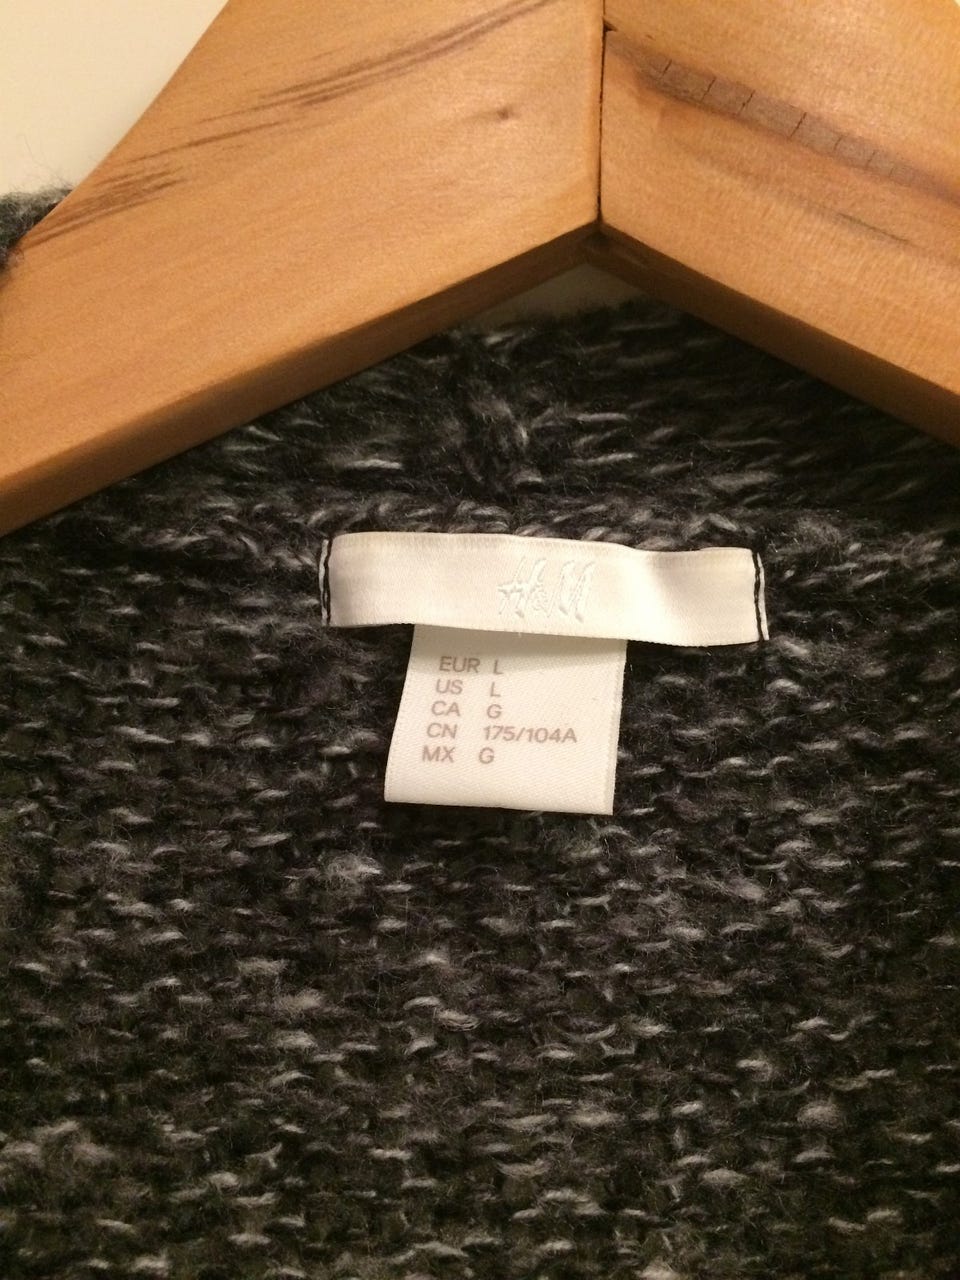 H&M
EUR L
US L
CA G
CN 175/104A
MX G